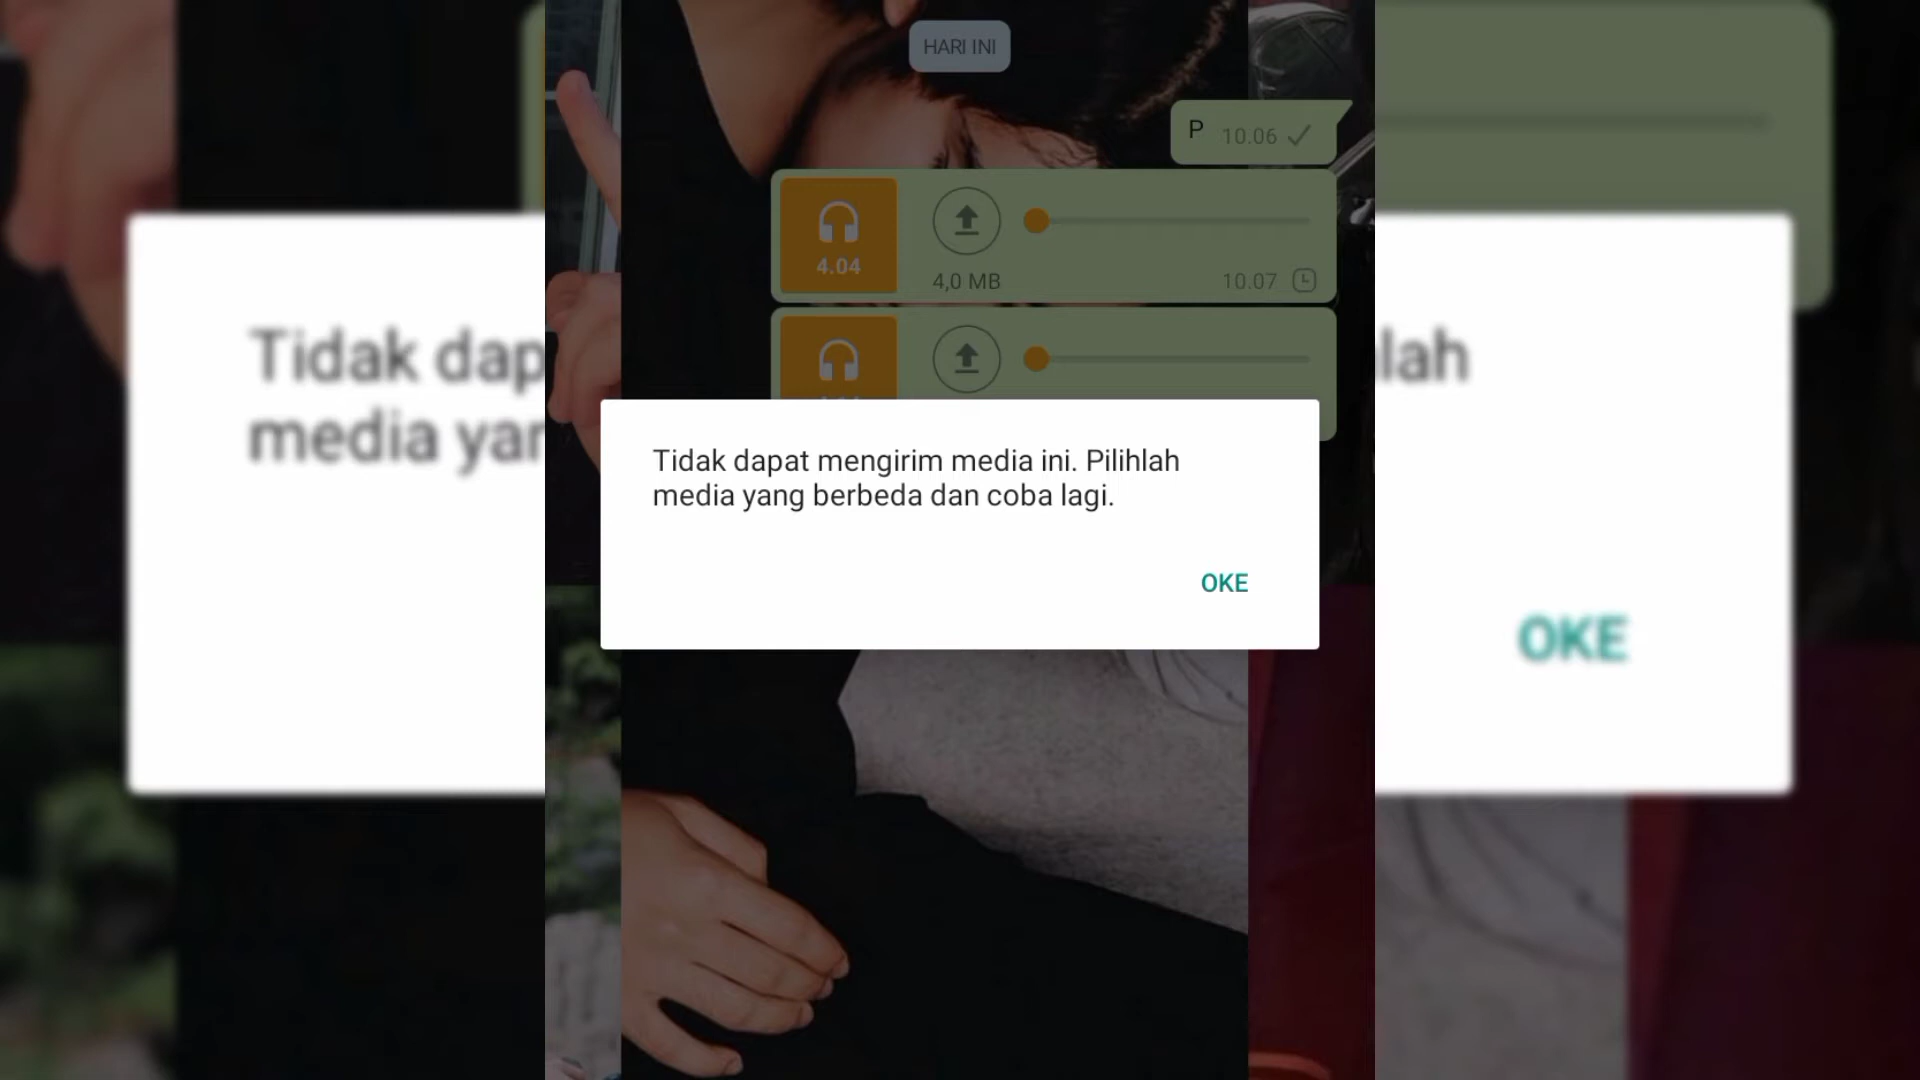 HARI INI
P 10.06
4.04
4,0 MB 10.07
Tidak dapat mengirim media ini. Pilihlah
media yang berbeda dan coba lagi.
OKE
Tidak dap
media yar
lah
OKE